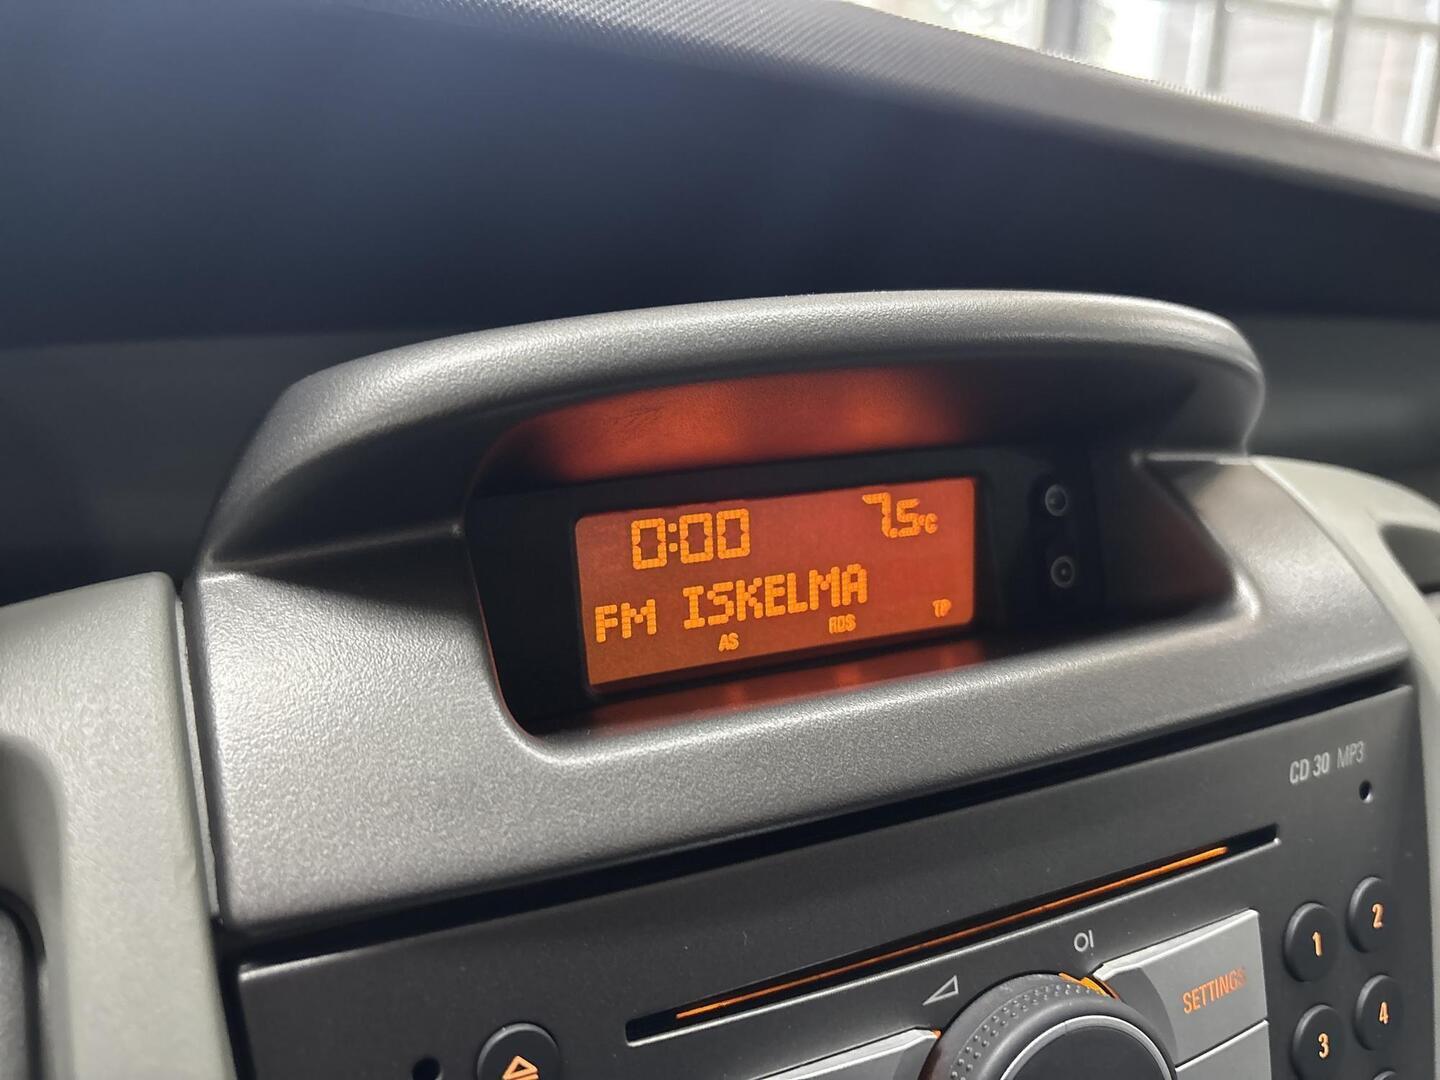 0:00 7.5°C
FM ISKELMA
AS RDS TP
CD 30 MP3
SETTINGS
1 2
3 4